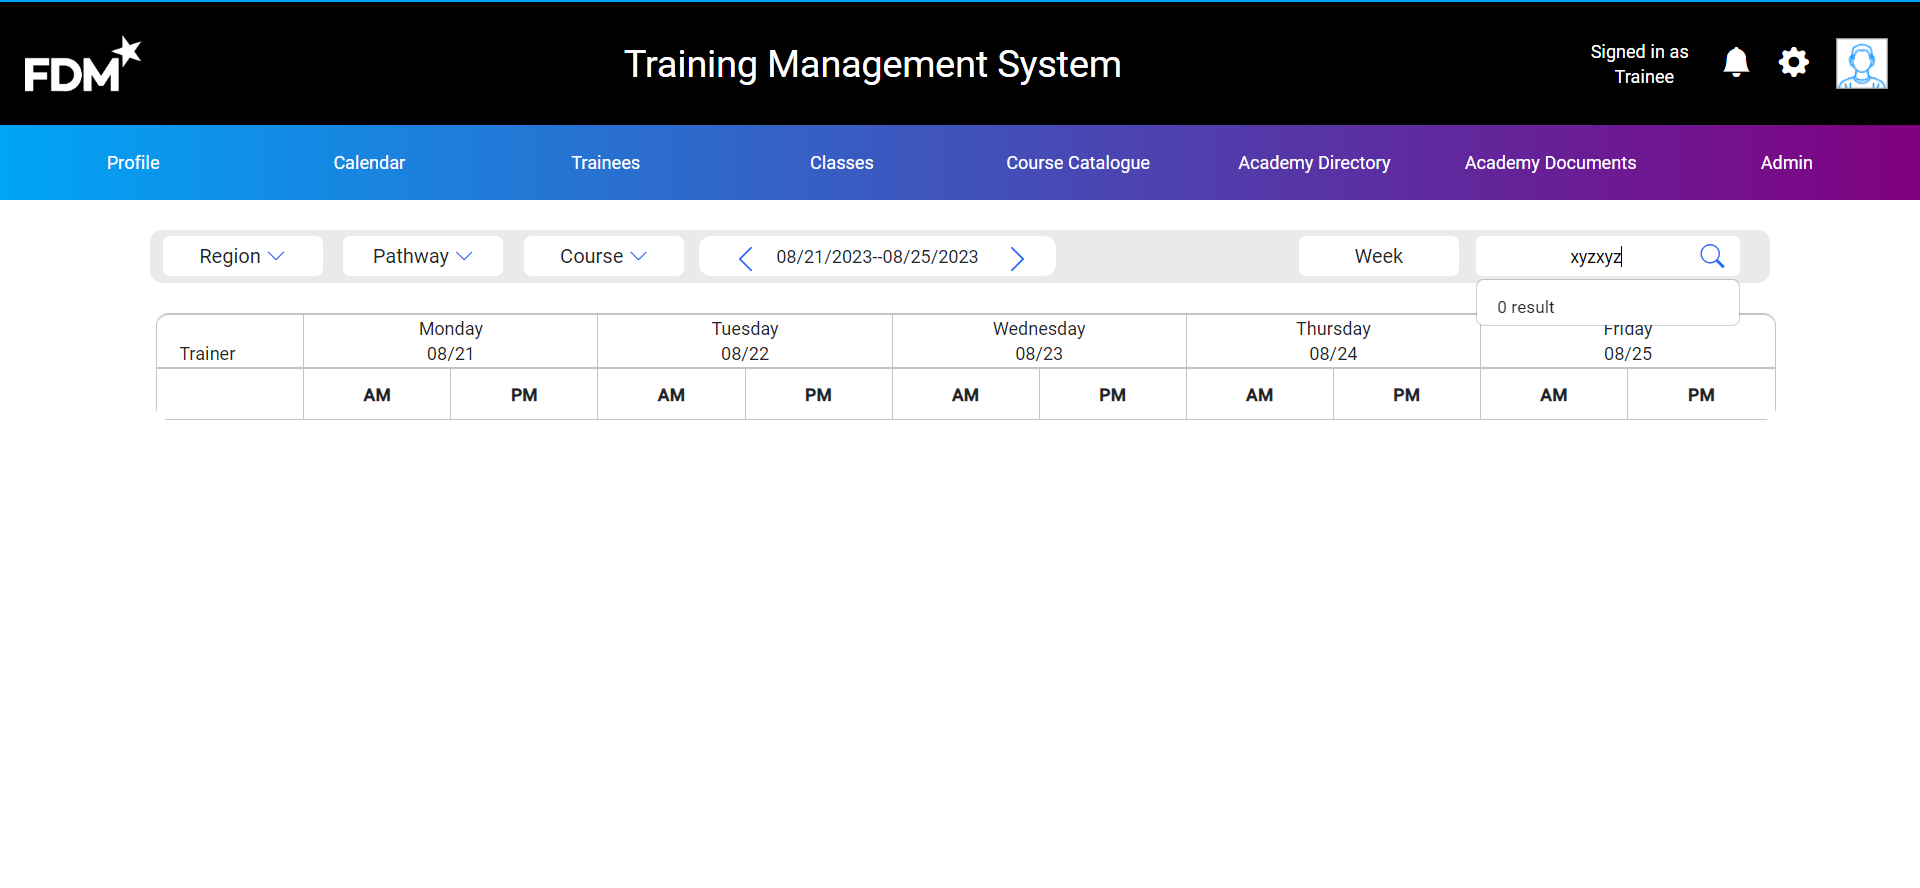 FDM
Training Management System
Signed in as
Trainee
Profile Calendar Trainees Classes Course Catalogue Academy Directory Academy Documents Admin
Region Pathway Course 08/21/2023--08/25/2023 Week xyzxyz
0 result
Trainer Monday Tuesday Wednesday Thursday Friday
08/21 08/22 08/23 08/24 08/25
AM PM AM PM AM PM AM PM AM PM